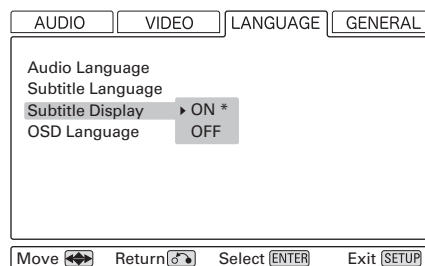 AUDIO VIDEO LANGUAGE GENERAL
Audio Language
Subtitle Language
Subtitle Display ON *
OSD Language OFF
Move Return Select ENTER Exit SETUP